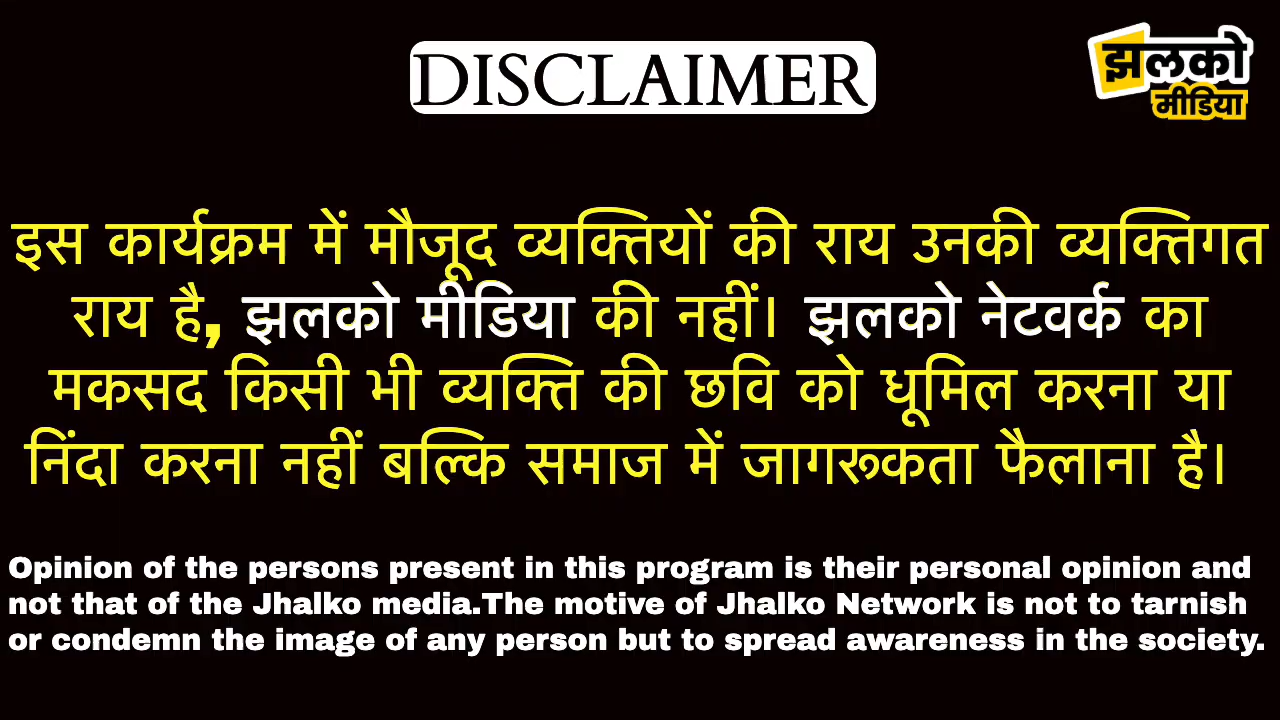 DISCLAIMER
झलको
मीडिया
इस कार्यक्रम में मौजूद व्यक्तियों की राय उनकी व्यक्तिगत
राय है, झलको मीडिया की नहीं। झलको नेटवर्क का
मकसद किसी भी व्यक्ति की छवि को धूमिल करना या
निंदा करना नहीं बल्कि समाज में जागरूकता फैलाना है।
Opinion of the persons present in this program is their personal opinion and
not that of the Jhalko media.The motive of Jhalko Network is not to tarnish
or condemn the image of any person but to spread awareness in the society.